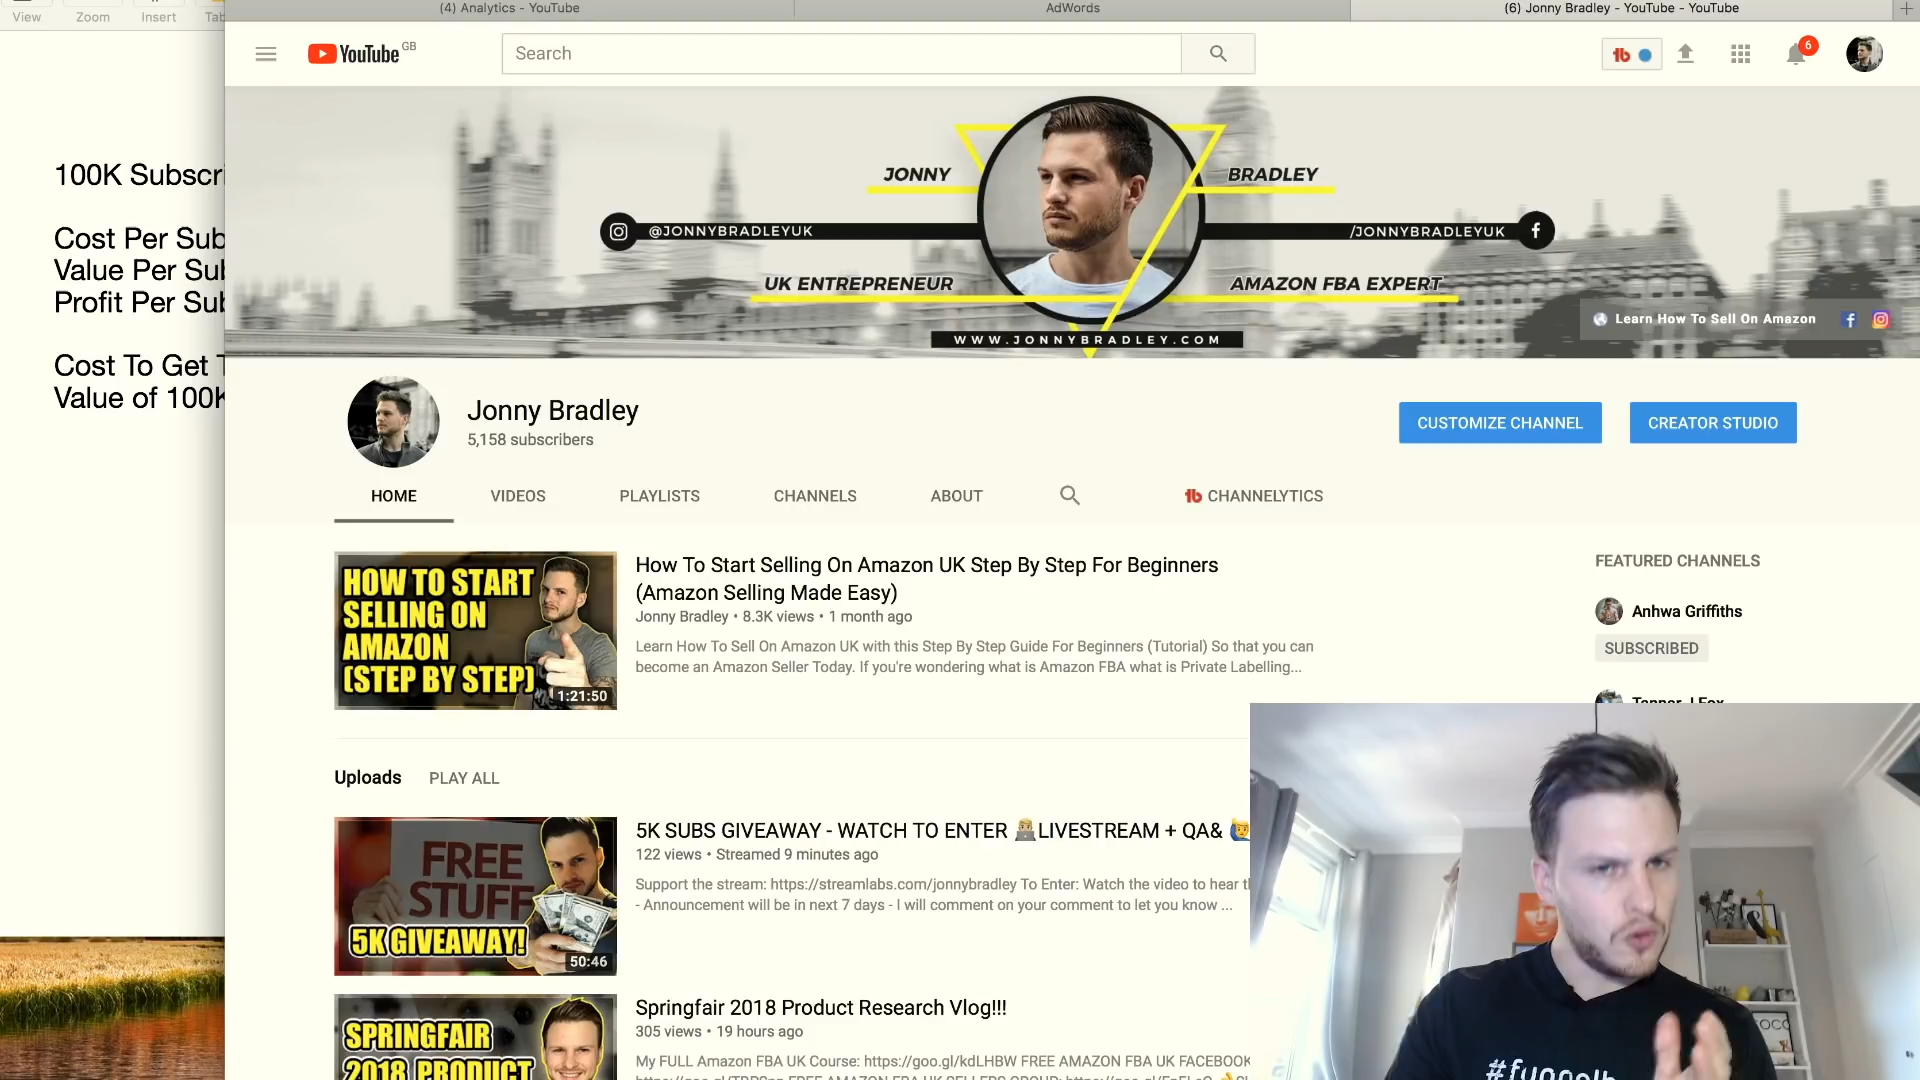 View
Zoom
Insert
(4) Analytics - YouTube
AdWords
(6) Jonny Bradley - YouTube - YouTube
YouTube GB
Search
6
100K Subscri
Cost Per Sub
Value Per Sub
Profit Per Sub
Cost To Get T
Value of 100K
JONNY
BRADLEY
@JONNYBRADLEYUK
/JONNYBRADLEYUK
UK ENTREPRENEUR
AMAZON FBA EXPERT
WWW.JONNYBRADLEY.COM
Learn How To Sell On Amazon
Jonny Bradley
5,158 subscribers
CUSTOMIZE CHANNEL
CREATOR STUDIO
HOME
VIDEOS
PLAYLISTS
CHANNELS
ABOUT
CHANNELYTICS
HOW TO START
SELLING ON
AMAZON
(STEP BY STEP)
1:21:50
How To Start Selling On Amazon UK Step By Step For Beginners
(Amazon Selling Made Easy)
Jonny Bradley • 8.3K views • 1 month ago
Learn How To Sell On Amazon UK with this Step By Step Guide For Beginners (Tutorial) So that you can
become an Amazon Seller Today. If you're wondering what is Amazon FBA what is Private Labelling...
FEATURED CHANNELS
Anhwa Griffiths
SUBSCRIBED
Uploads
PLAY ALL
FREE
STUFF
5K GIVEAWAY!
50:46
5K SUBS GIVEAWAY - WATCH TO ENTER 👨🏼‍💻LIVESTREAM + QA& 🙋‍♂️
122 views • Streamed 9 minutes ago
Support the stream: https://streamlabs.com/jonnybradley To Enter: Watch the video to hear
- Announcement will be in next 7 days - I will comment on your comment to let you know ...
SPRINGFAIR
2018 PRODUCT
Springfair 2018 Product Research Vlog!!!
305 views • 19 hours ago
My FULL Amazon FBA UK Course: https://goo.gl/kdLHBW FREE AMAZON FBA UK FACEBOOK